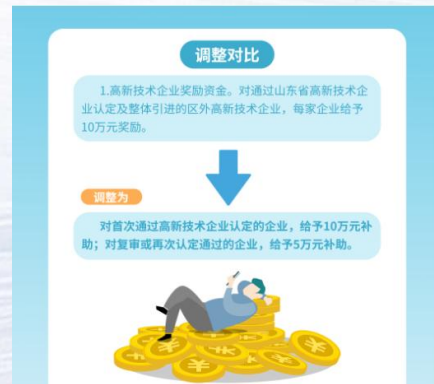 调整对比
1.高新技术企业奖励资金。对通过山东省高新技术企
业认定及整体引进的区外高新技术企业，每家企业给予
10万元奖励。
调整为
对首次通过高新技术企业认定的企业，给予10万元补
助；对复审或再次认定通过的企业，给予5万元补助。